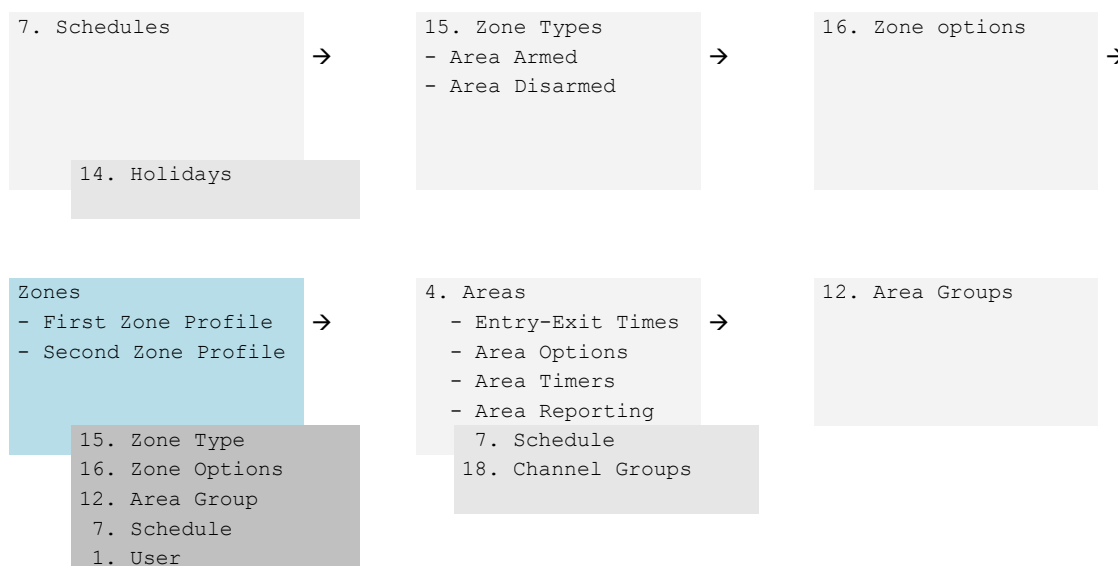 7. Schedules
→
14. Holidays
15. Zone Types
- Area Armed
→
- Area Disarmed
16. Zone options
→
Zones
- First Zone Profile
→
- Second Zone Profile
15. Zone Type
16. Zone Options
12. Area Group
7. Schedule
1. User
4. Areas
- Entry-Exit Times
→
- Area Options
- Area Timers
- Area Reporting
7. Schedule
18. Channel Groups
12. Area Groups